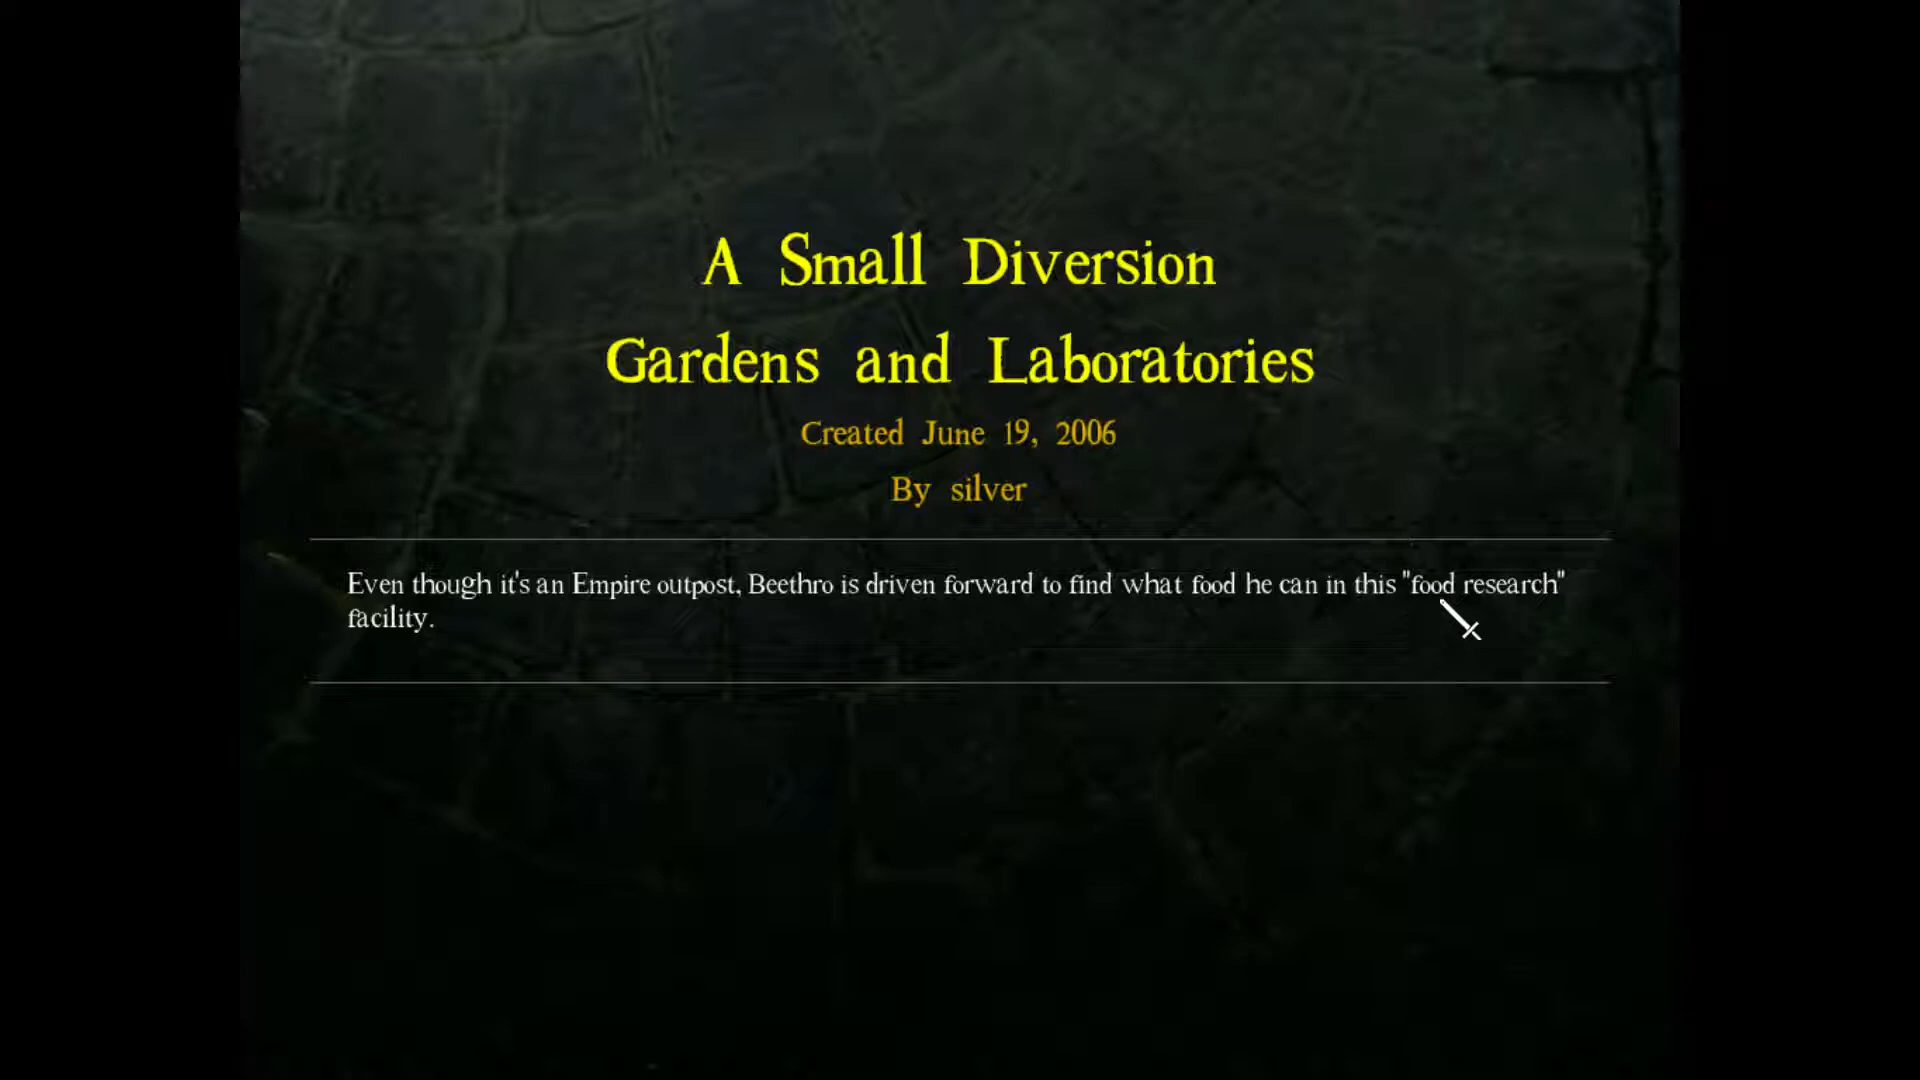 A Small Diversion
Gardens and Laboratories
Created June 19, 2006
By silver
Even though it's an Empire outpost, Beethro is driven forward to find what food he can in this "food research"
facility.